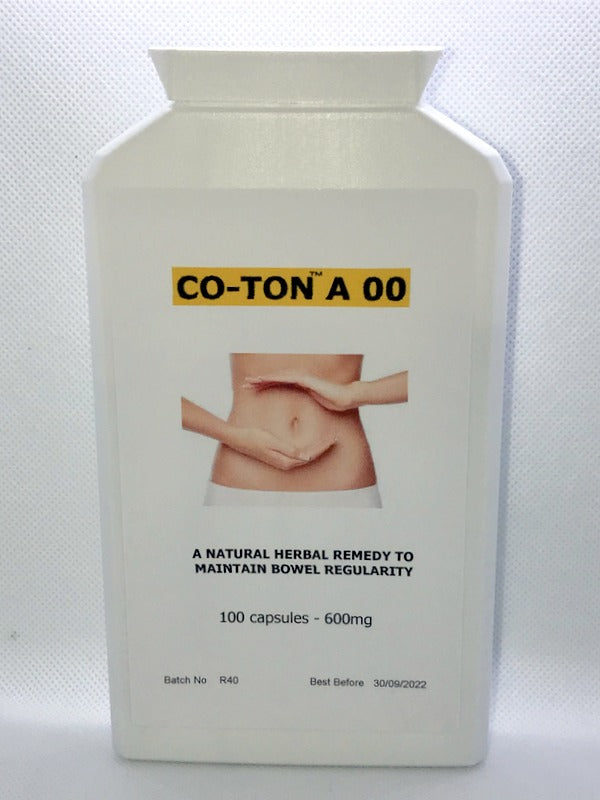 CO-TON™ A 00
A NATURAL HERBAL REMEDY TO
MAINTAIN BOWEL REGULARITY
100 capsules - 600mg
Batch No R40 Best Before 30/09/2022